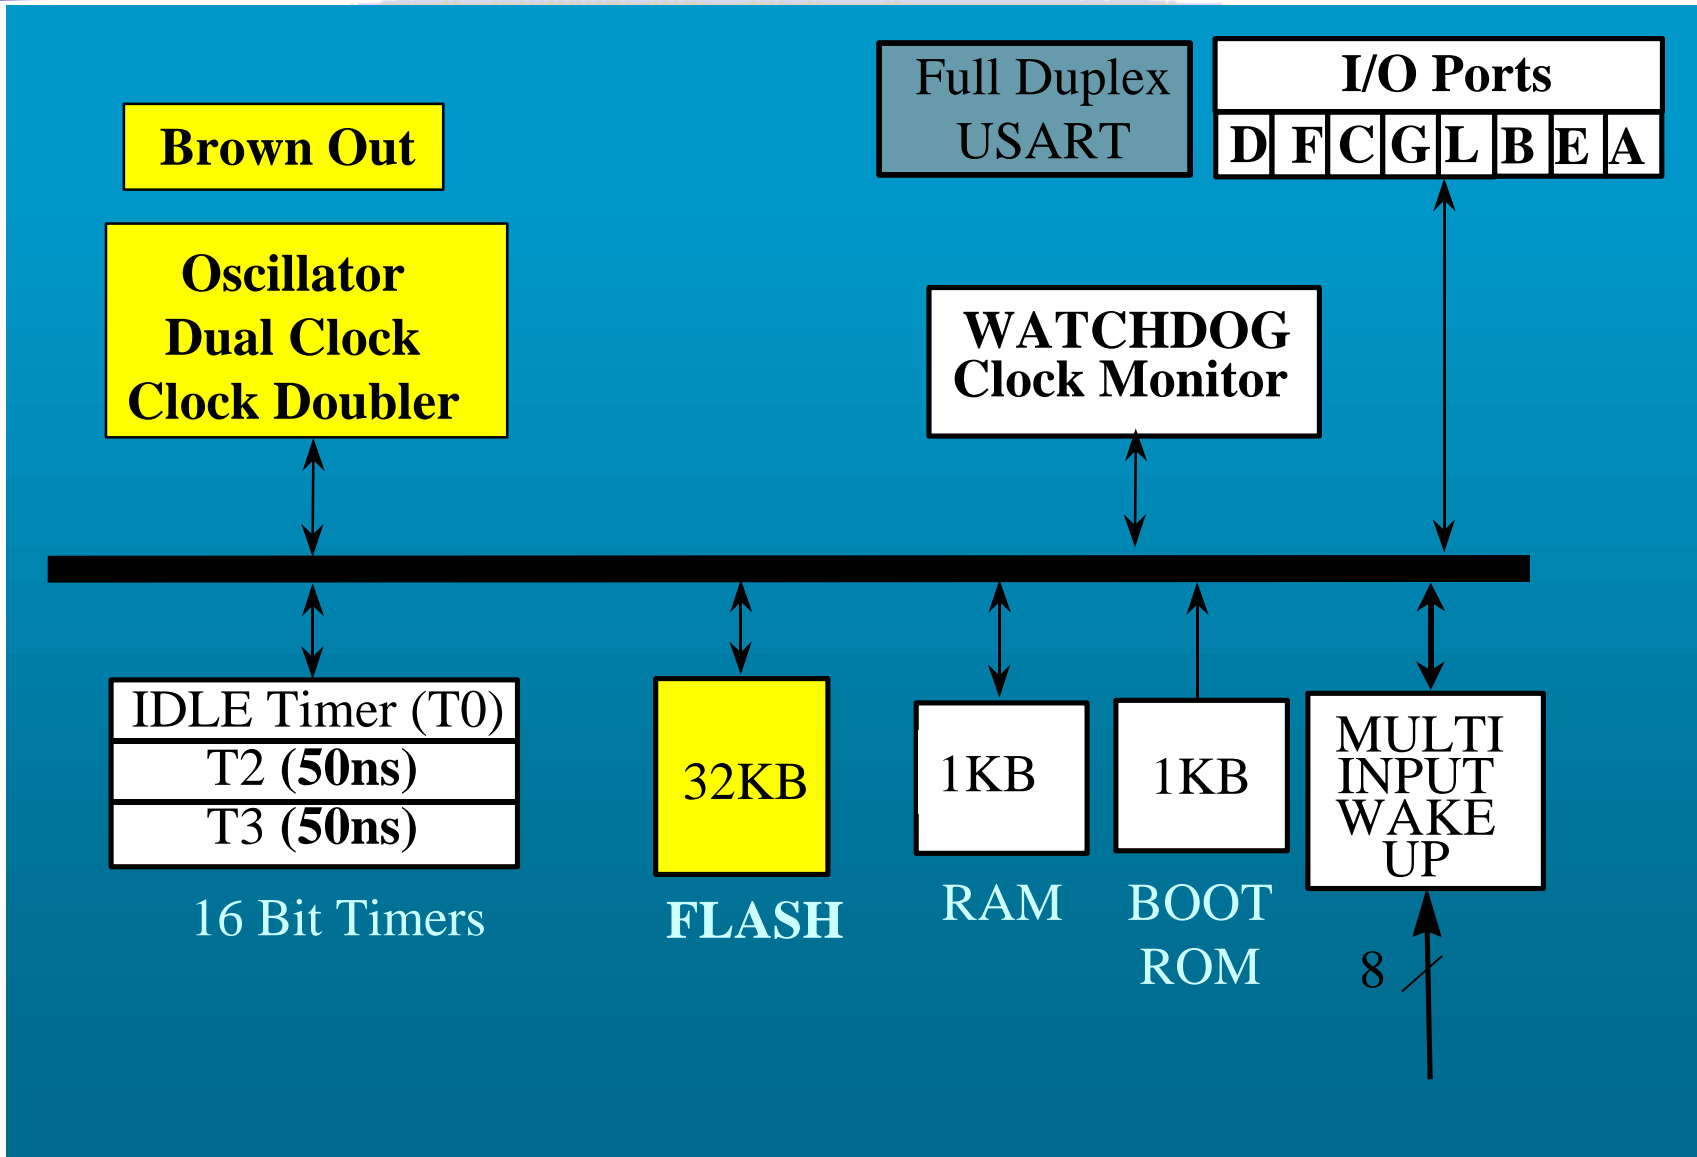 Brown Out
Full Duplex
USART
I/O Ports
D F C G L B E A
Oscillator
Dual Clock
Clock Doubler
WATCHDOG
Clock Monitor
IDLE Timer (T0)
T2 (50ns)
T3 (50ns)
16 Bit Timers
32KB
FLASH
1KB
RAM
1KB
BOOT
ROM
MULTI
INPUT
WAKE
UP
8